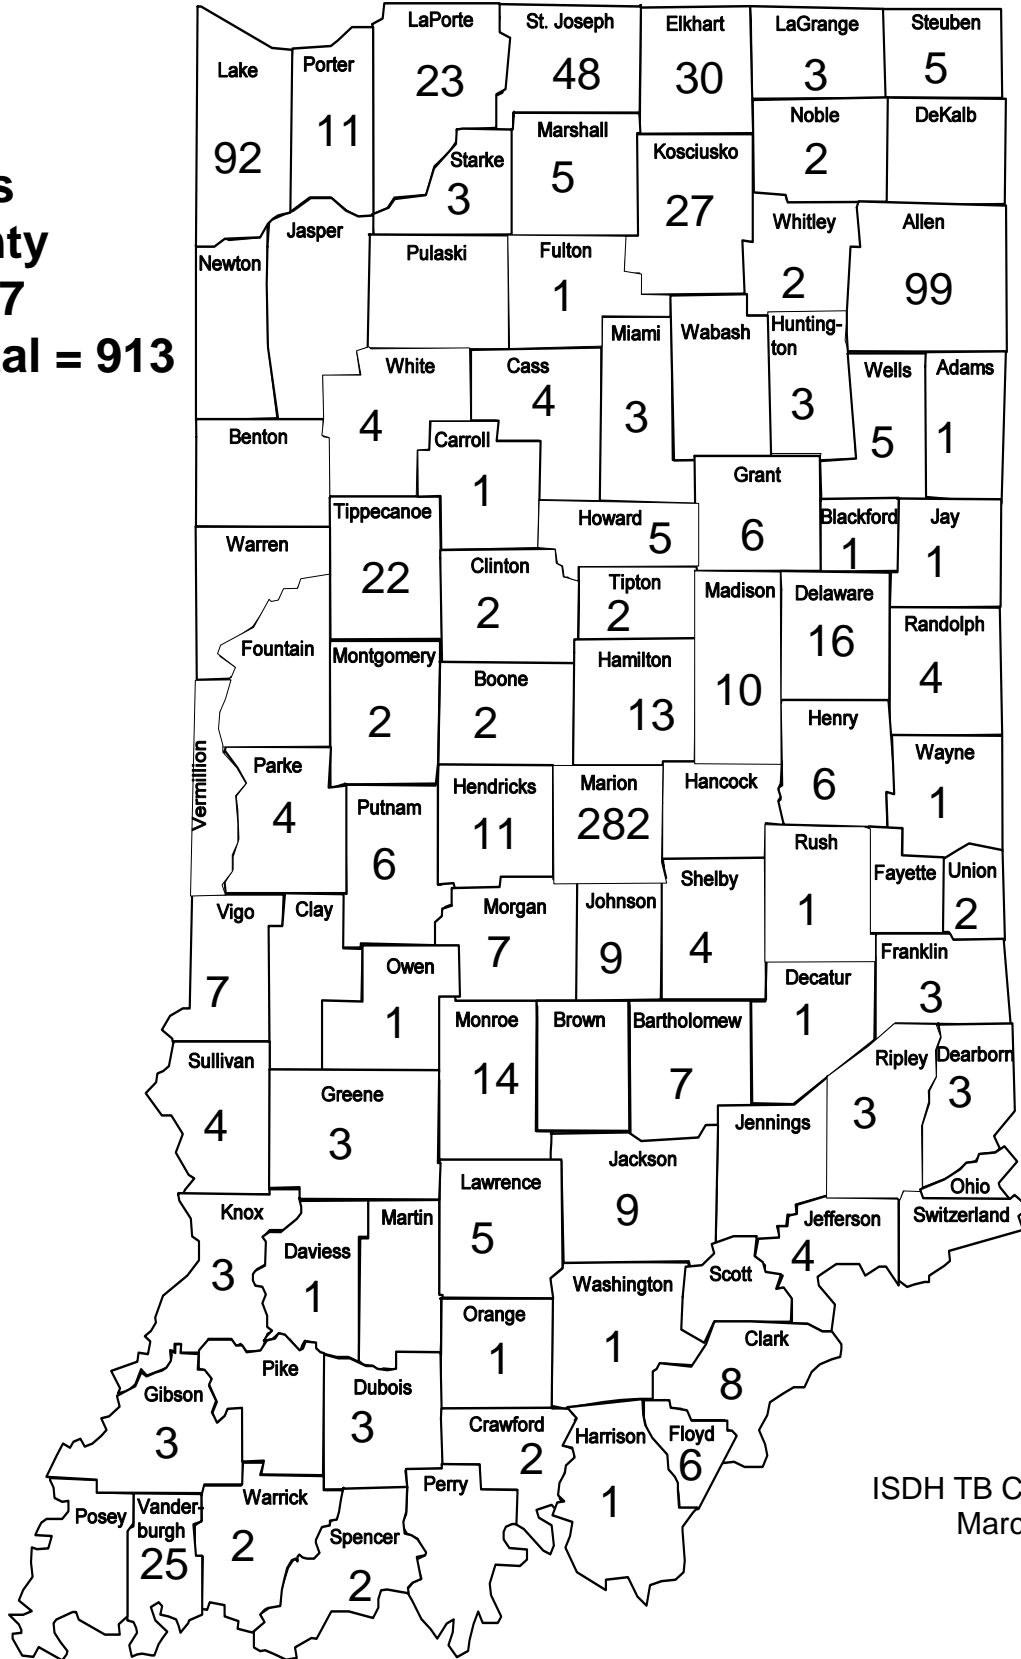 s
nty
7
al = 913
LaPorte
23
St. Joseph
48
Elkhart
30
LaGrange
3
Steuben
5
Lake
92
Porter
11
Starke
3
Marshall
5
Kosciusko
27
Noble
2
DeKalb
Jasper
Newton
Pulaski
Fulton
1
Whitley
2
Allen
99
White
4
Cass
4
Miami
3
Wabash
Hunting-
ton
3
Wells
5
Adams
1
Benton
Carroll
1
Grant
6
Tippecanoe
22
Howard
5
Blackford
1
Jay
1
Warren
Clinton
2
Tipton
2
Madison
10
Delaware
16
Randolph
4
Fountain
Montgomery
2
Boone
2
Hamilton
13
Henry
6
Wayne
1
Vermillion
Parke
4
Putnam
6
Hendricks
11
Marion
282
Hancock
Rush
1
Fayette
Union
2
Vigo
7
Clay
Owen
1
Morgan
7
Johnson
9
Shelby
4
Decatur
1
Franklin
3
Sullivan
4
Greene
3
Monroe
14
Brown
Bartholomew
7
Jennings
Ripley
3
Dearborn
3
Ohio
Knox
3
Daviess
1
Martin
Lawrence
5
Jackson
9
Scott
Jefferson
4
Switzerland
Washington
1
Orange
1
Clark
8
Gibson
3
Pike
Dubois
3
Crawford
2
Harrison
1
Floyd
6
Posey
Vander-
burgh
25
Warrick
2
Spencer
2
Perry
ISDH TB C
Marc